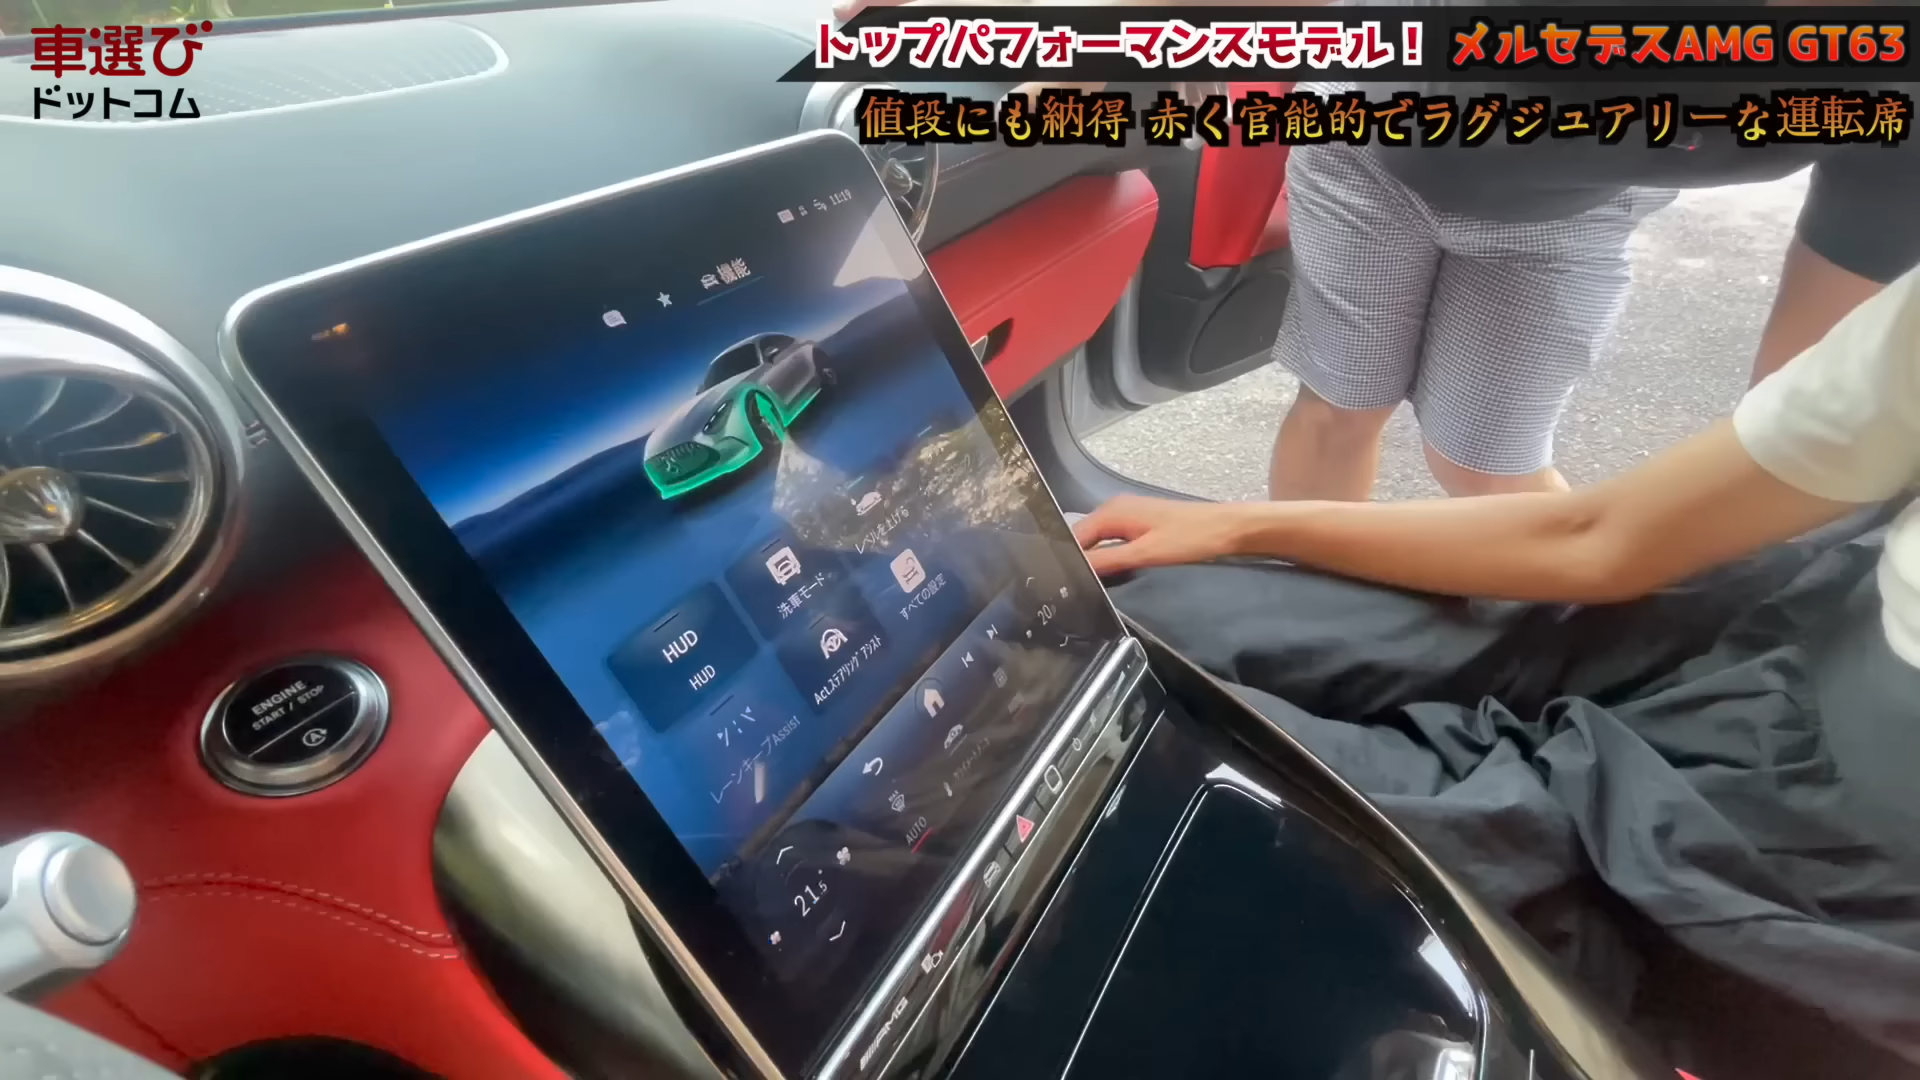 車選び
ドットコム
トップパフォーマンスモデル！ メルセデスAMG GT63
値段にも納得 赤く官能的でラグジュアリーな運転席
11:19
機能
レベルを上げる
洗車モード
すべての設定
HUD
HUD
Act.ステアリングアシスト
レーンキープAssist
20
AUTO
21.5
ENGINE
START / STOP
AMG